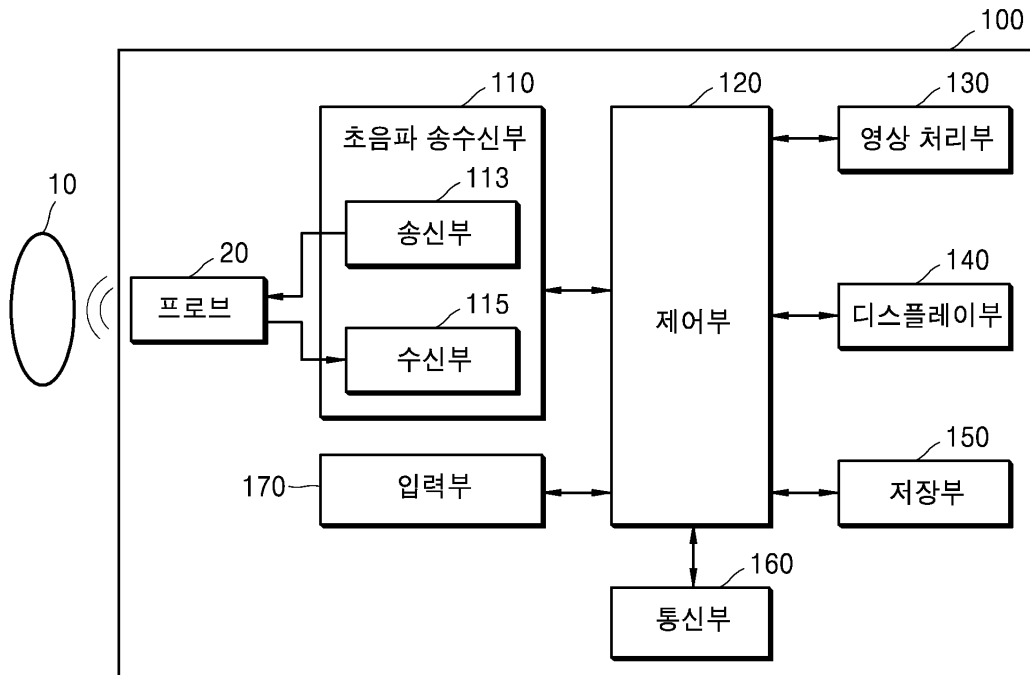 100
110
120
130
초음파 송수신부
영상 처리부
10
113
송신부
20
프로브
140
제어부
디스플레이부
115
수신부
150
170
입력부
저장부
160
통신부